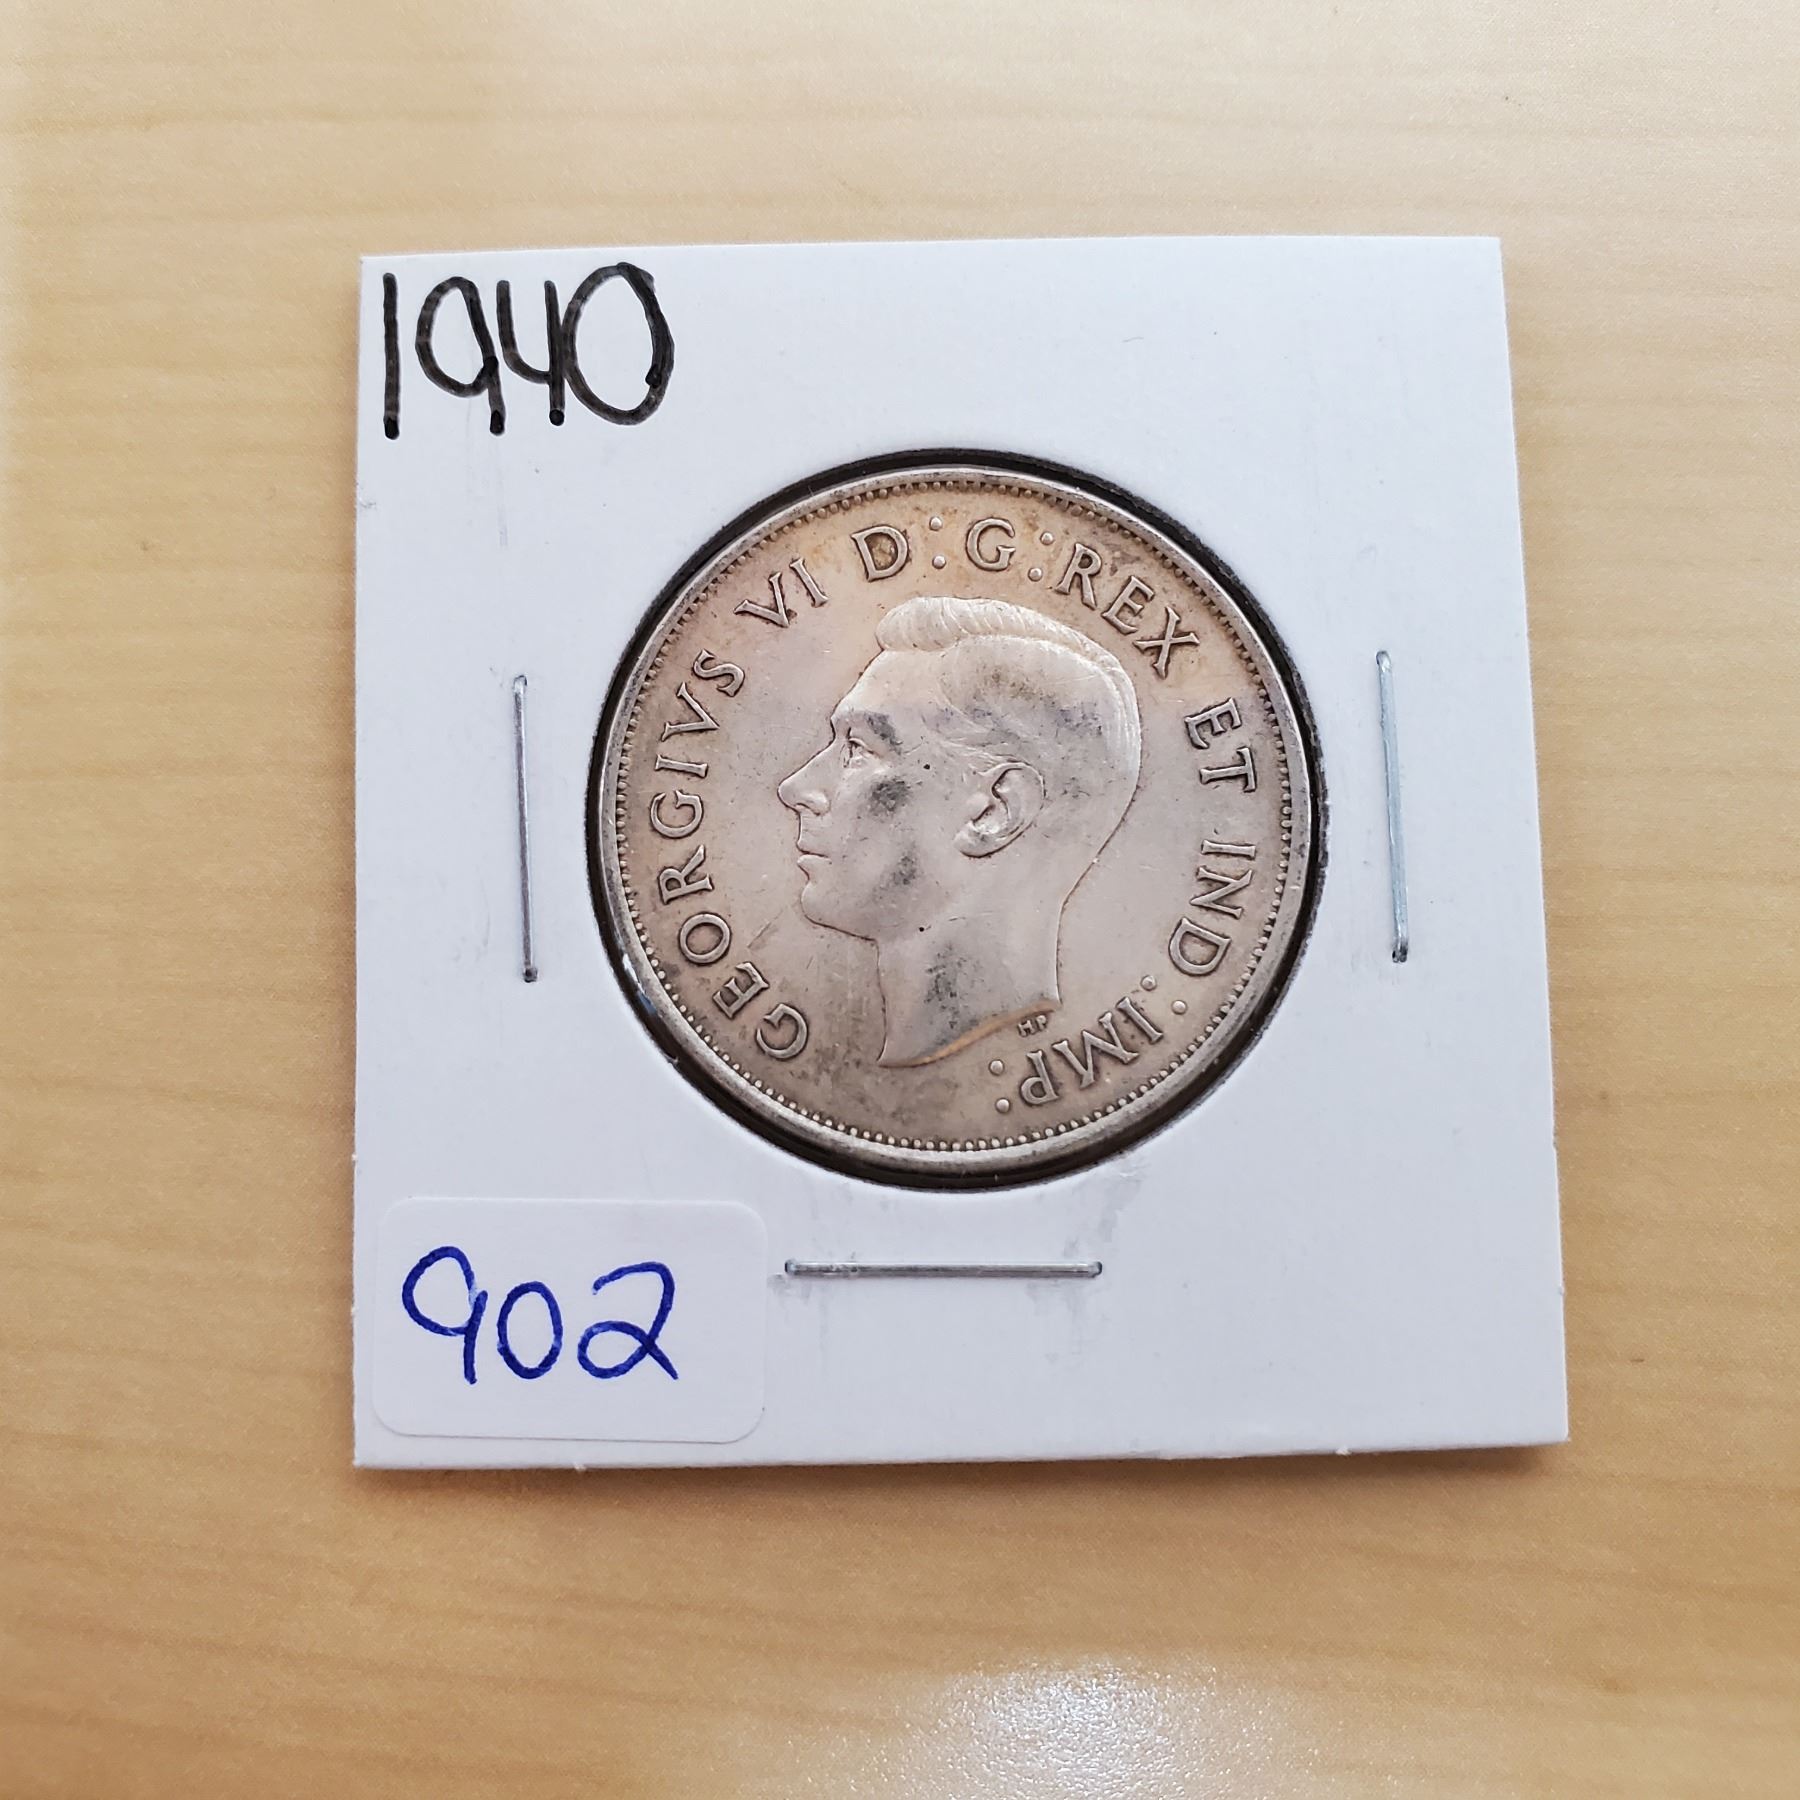 1940
GEORGIVS VI D:G:REX ET IND:IMP:
HP
902